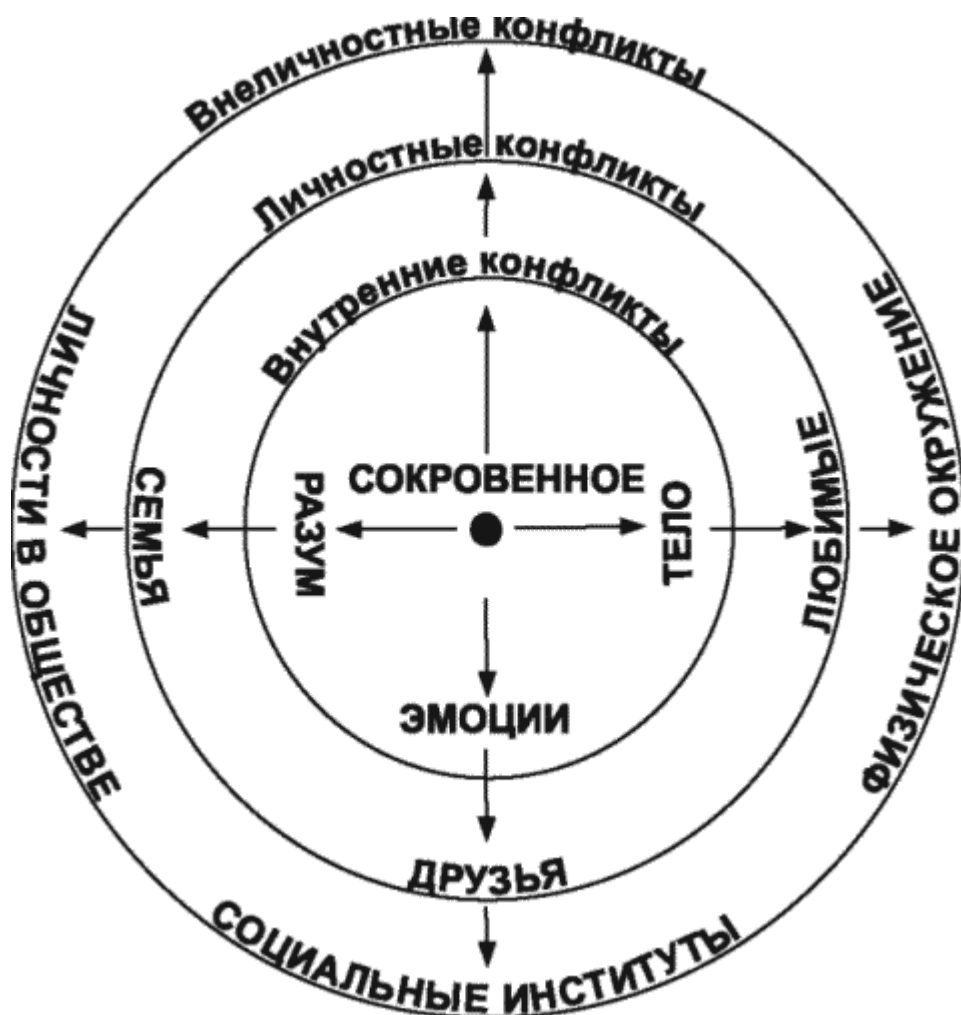 Внеличностные конфликты
Личностные конфликты
Внутренние конфликты
СОКРОВЕННОЕ
ЛИЧНОСТИ В ОБЩЕСТВЕ
СЕМЬЯ
РАЗУМ
ТЕЛО
ЛЮБИМЫЕ
ФИЗИЧЕСКОЕ ОКРУЖЕНИЕ
ЭМОЦИИ
ДРУЗЬЯ
СОЦИАЛЬНЫЕ ИНСТИТУТЫ